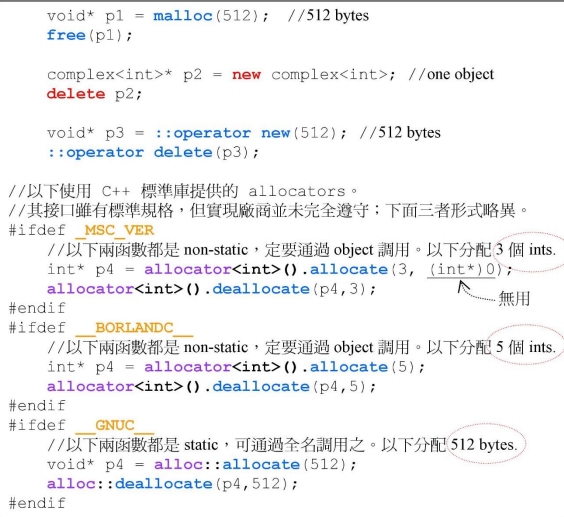 void* p1 = malloc(512);  //512 bytes
free(p1);
complex<int>* p2 = new complex<int>; //one object
delete p2;
void* p3 = ::operator new(512); //512 bytes
::operator delete(p3);
//以下使用 C++ 標準庫提供的 allocators。
//其接口雖有標準規格，但實現廠商並未完全遵守；下面三者形式略異。
#ifdef _MSC_VER
//以下兩函數都是 non-static，定要通過 object 調用。以下分配 3 個 ints.
int* p4 = allocator<int>().allocate(3, (int*)0);
allocator<int>().deallocate(p4,3);
無用
#endif
#ifdef __BORLANDC__
//以下兩函數都是 non-static，定要通過 object 調用。以下分配 5 個 ints.
int* p4 = allocator<int>().allocate(5);
allocator<int>().deallocate(p4,5);
#endif
#ifdef __GNUC__
//以下兩函數都是 static，可通過全名調用之。以下分配 512 bytes.
void* p4 = alloc::allocate(512);
alloc::deallocate(p4,512);
#endif